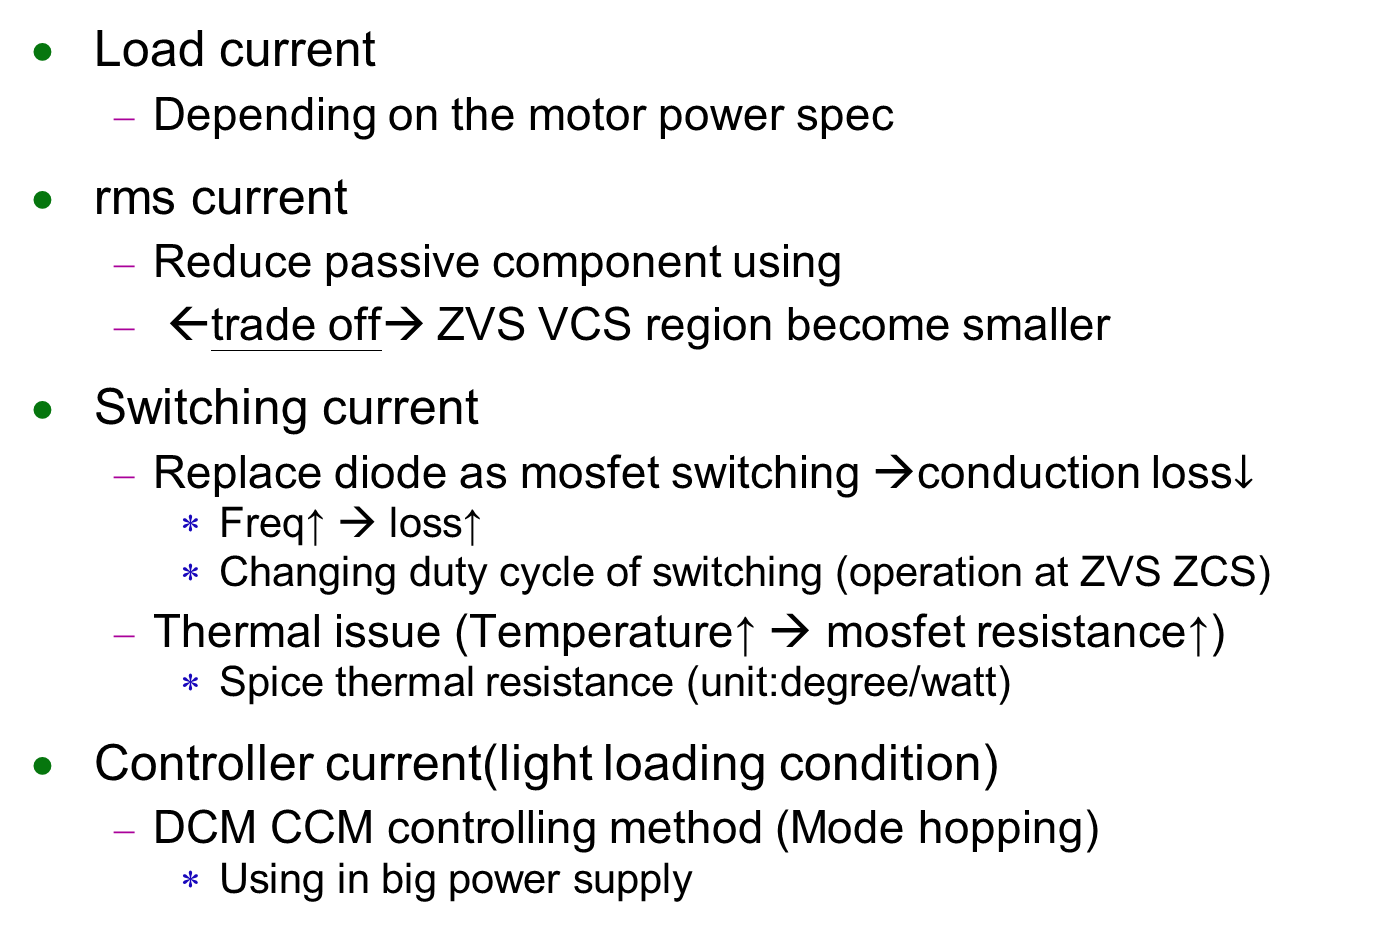 • Load current
– Depending on the motor power spec
• rms current
– Reduce passive component using
– ←trade off→ ZVS VCS region become smaller
• Switching current
– Replace diode as mosfet switching →conduction loss↓
* Freq↑ → loss↑
* Changing duty cycle of switching (operation at ZVS ZCS)
– Thermal issue (Temperature↑ → mosfet resistance↑)
* Spice thermal resistance (unit:degree/watt)
• Controller current(light loading condition)
– DCM CCM controlling method (Mode hopping)
* Using in big power supply